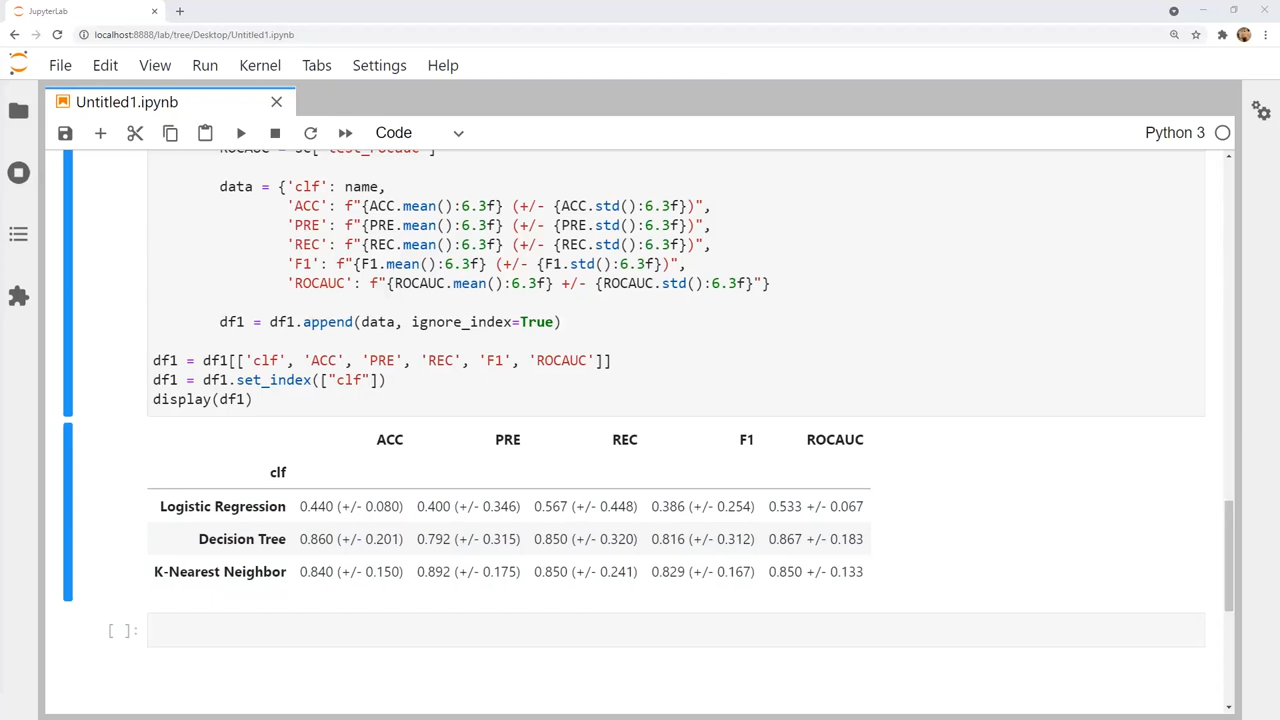 JupyterLab
localhost:8888/lab/tree/Desktop/Untitled1.ipynb
File Edit View Run Kernel Tabs Settings Help
Untitled1.ipynb
Code Python 3
data = {'clf': name,
'ACC': f"{ACC.mean():6.3f} (+/- {ACC.std():6.3f})",
'PRE': f"{PRE.mean():6.3f} (+/- {PRE.std():6.3f})",
'REC': f"{REC.mean():6.3f} (+/- {REC.std():6.3f})",
'F1': f"{F1.mean():6.3f} (+/- {F1.std():6.3f})",
'ROCAUC': f"{ROCAUC.mean():6.3f} +/- {ROCAUC.std():6.3f}"}
df1 = df1.append(data, ignore_index=True)
df1 = df1[['clf', 'ACC', 'PRE', 'REC', 'F1', 'ROCAUC']]
df1 = df1.set_index(["clf"])
display(df1)
ACC PRE REC F1 ROCAUC
clf
Logistic Regression 0.440 (+/- 0.080) 0.400 (+/- 0.346) 0.567 (+/- 0.448) 0.386 (+/- 0.254) 0.533 +/- 0.067
Decision Tree 0.860 (+/- 0.201) 0.792 (+/- 0.315) 0.850 (+/- 0.320) 0.816 (+/- 0.312) 0.867 +/- 0.183
K-Nearest Neighbor 0.840 (+/- 0.150) 0.892 (+/- 0.175) 0.850 (+/- 0.241) 0.829 (+/- 0.167) 0.850 +/- 0.133
[ ]: